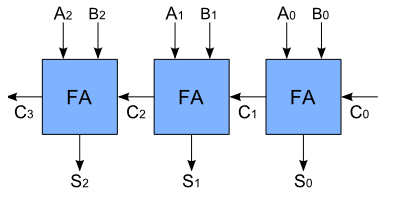 A2 B2 A1 B1 A0 B0
FA FA FA
C3 C2 C1 C0
S2 S1 S0